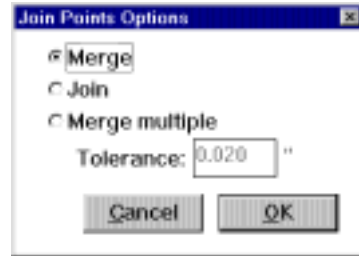 Join Points Options
Merge
Join
Merge multiple
Tolerance: 0.020 "
Cancel OK